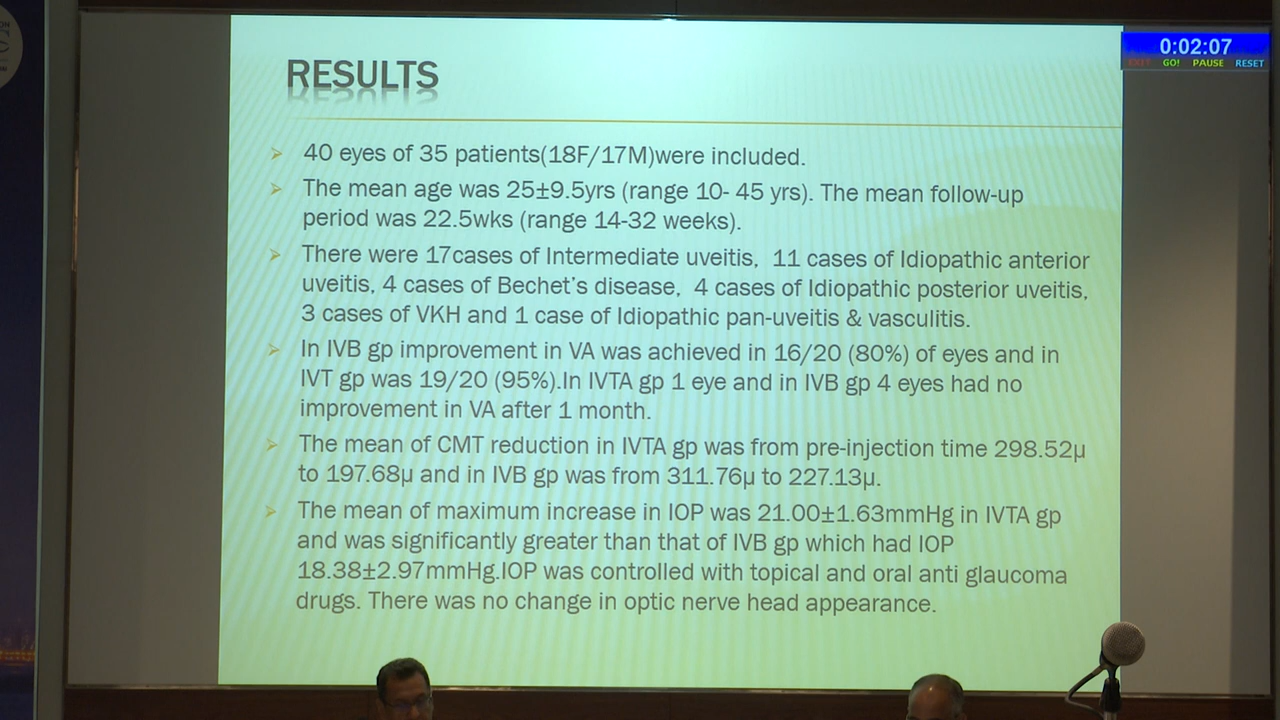 RESULTS
0:02:07
EXIT GO! PAUSE RESET
40 eyes of 35 patients(18F/17M)were included.
The mean age was 25±9.5yrs (range 10- 45 yrs). The mean follow-up
period was 22.5wks (range 14-32 weeks).
There were 17cases of Intermediate uveitis, 11 cases of Idiopathic anterior
uveitis, 4 cases of Bechet's disease, 4 cases of Idiopathic posterior uveitis,
3 cases of VKH and 1 case of Idiopathic pan-uveitis & vasculitis.
In IVB gp improvement in VA was achieved in 16/20 (80%) of eyes and in
IVT gp was 19/20 (95%).In IVTA gp 1 eye and in IVB gp 4 eyes had no
improvement in VA after 1 month.
The mean of CMT reduction in IVTA gp was from pre-injection time 298.52µ
to 197.68µ and in IVB gp was from 311.76µ to 227.13µ.
The mean of maximum increase in IOP was 21.00±1.63mmHg in IVTA gp
and was significantly greater than that of IVB gp which had IOP
18.38±2.97mmHg.IOP was controlled with topical and oral anti glaucoma
drugs. There was no change in optic nerve head appearance.